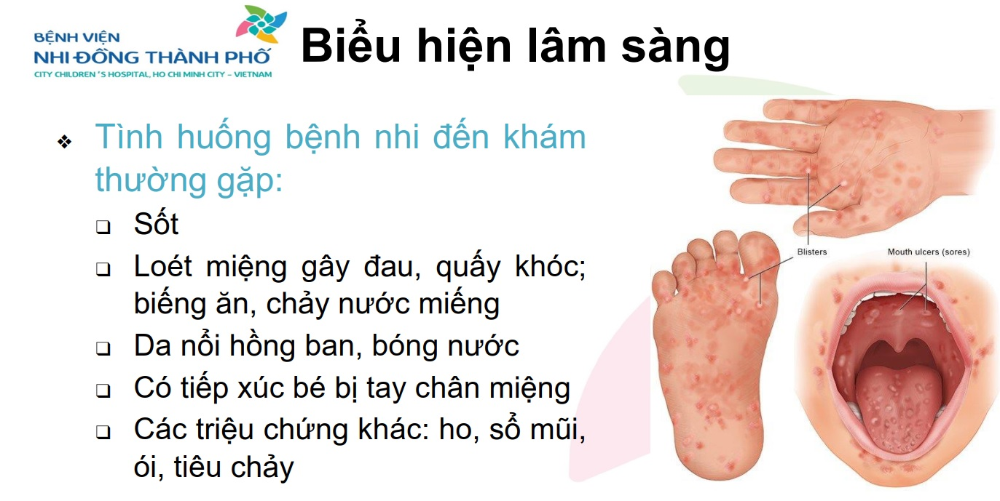 BỆNH VIỆN
NHI ĐỒNG THÀNH PHỐ
CITY CHILDREN'S HOSPITAL, HO CHI MINH CITY – VIETNAM
Biểu hiện lâm sàng
❖ Tình huống bệnh nhi đến khám
thường gặp:
❑ Sốt
❑ Loét miệng gây đau, quấy khóc;
biếng ăn, chảy nước miếng
❑ Da nổi hồng ban, bóng nước
❑ Có tiếp xúc bé bị tay chân miệng
❑ Các triệu chứng khác: ho, sổ mũi,
ói, tiêu chảy
Blisters
Mouth ulcers (sores)